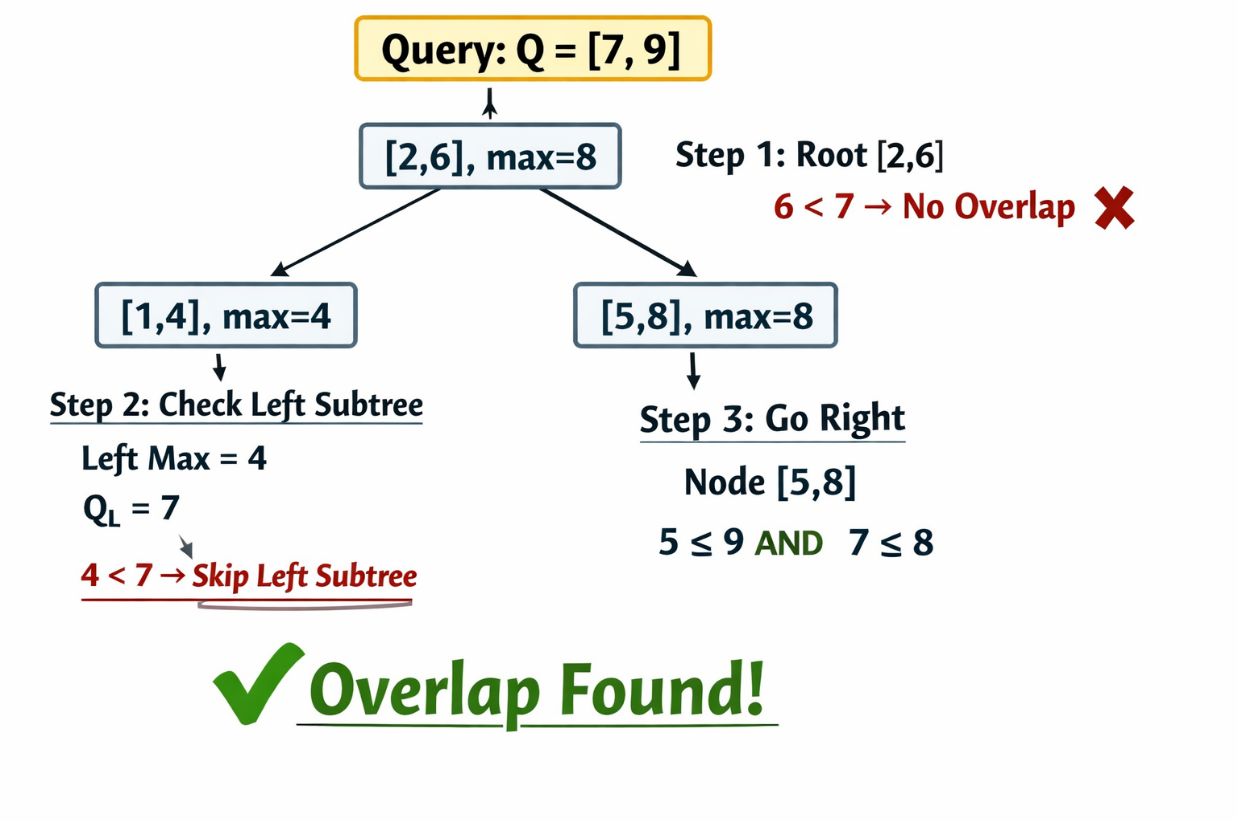 Query: Q = [7, 9]
[2,6], max=8
Step 1: Root [2,6]
6 < 7 → No Overlap ✘
[1,4], max=4
[5,8], max=8
Step 2: Check Left Subtree
Left Max = 4
Q_L = 7
4 < 7 → Skip Left Subtree
Step 3: Go Right
Node [5,8]
5 ≤ 9 AND 7 ≤ 8
✔ Overlap Found!